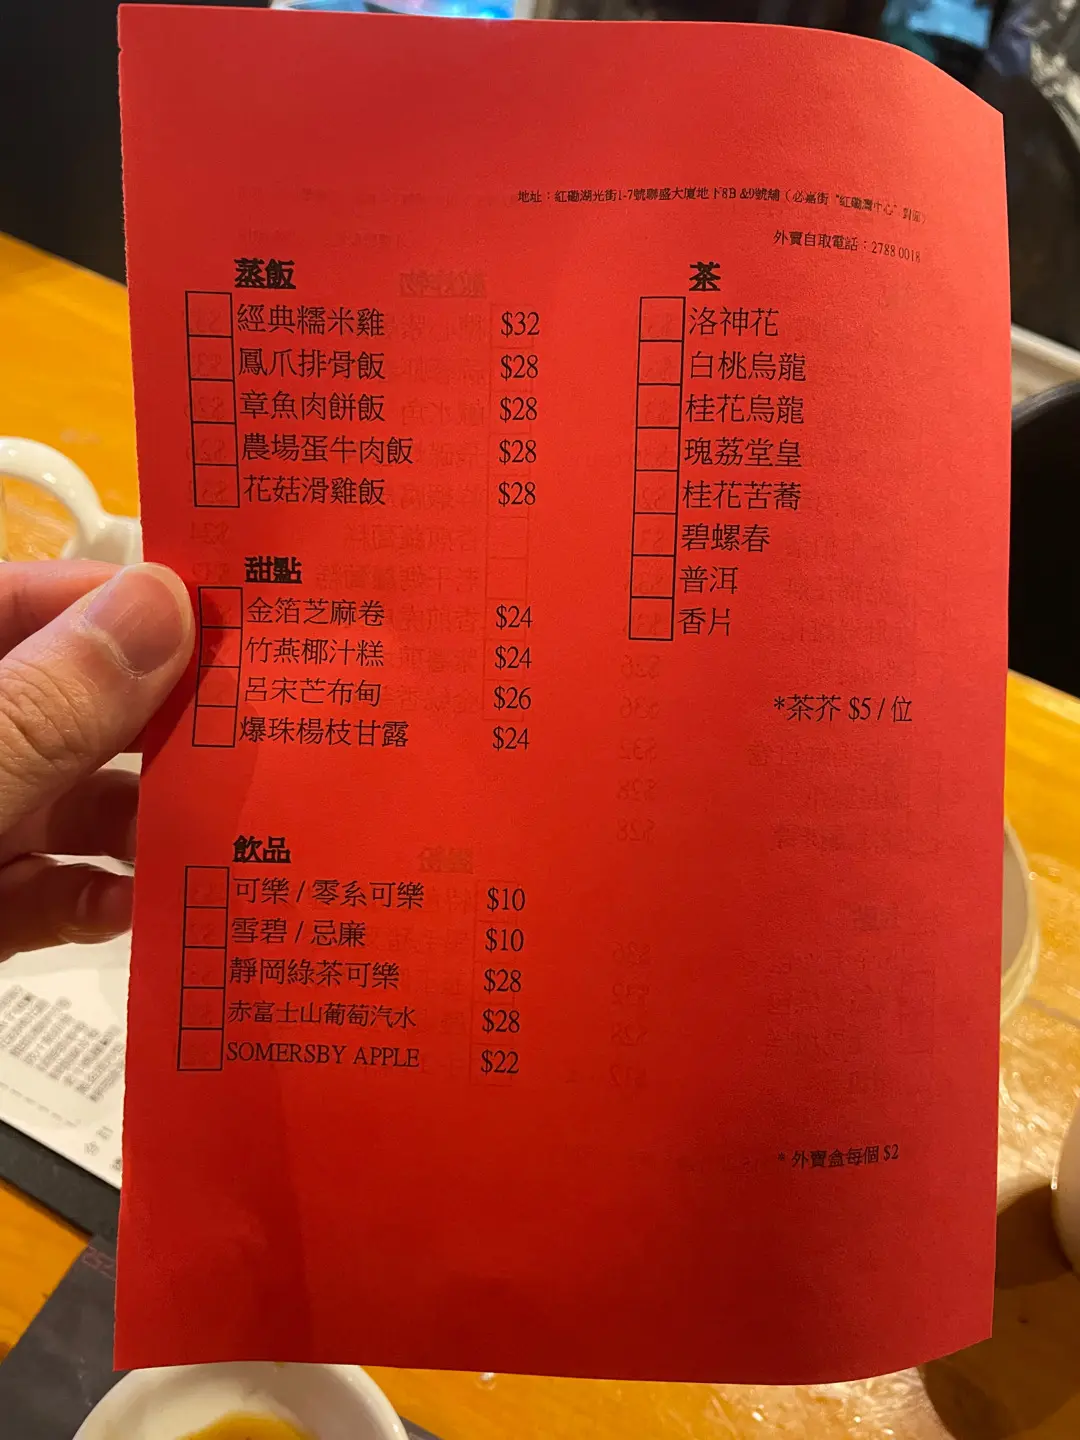 地址：紅磡湖光街1-7號聯盛大廈地下8B &9號舖（必嘉街“紅磡灣中心”對面）
外賣自取電話：2788 0018
蒸飯
經典糯米雞 $32
鳳爪排骨飯 $28
章魚肉餅飯 $28
農場蛋牛肉飯 $28
花菇滑雞飯 $28
甜點
金箔芝麻卷 $24
竹燕椰汁糕 $24
呂宋芒布甸 $26
爆珠楊枝甘露 $24
飲品
可樂 / 零系可樂 $10
雪碧 / 忌廉 $10
靜岡綠茶可樂 $28
赤富士山葡萄汽水 $28
SOMERSBY APPLE $22
茶
洛神花
白桃烏龍
桂花烏龍
瑰荔堂皇
桂花苦蕎
碧螺春
普洱
香片
*茶芥 $5 / 位
* 外賣盒每個 $2